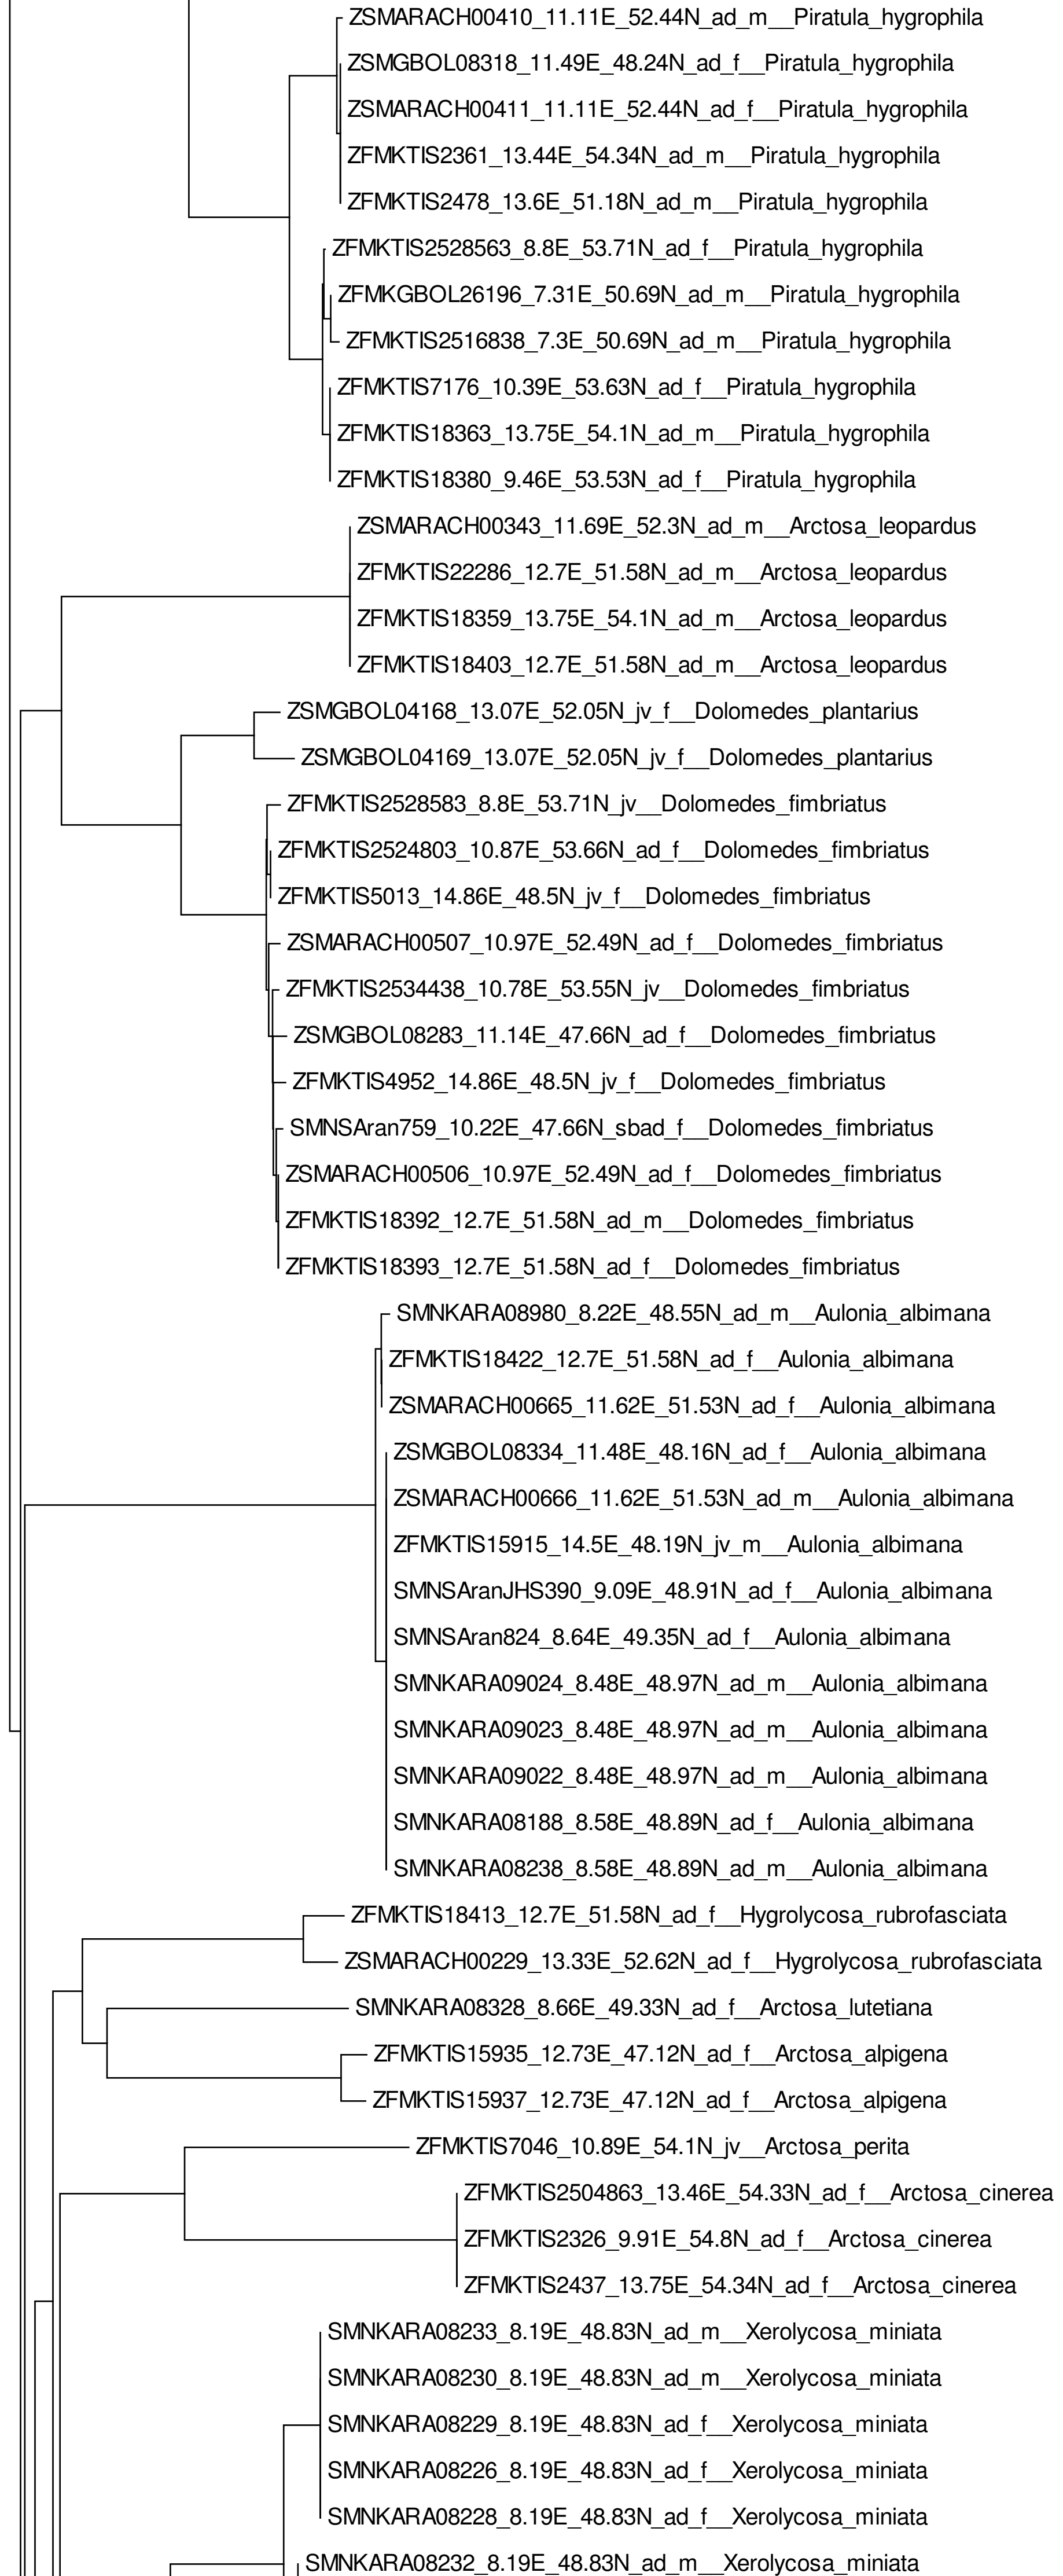 ZSMARACH00410_11.11E_52.44N_ad_m__Piratula_hygrophila
ZSMGBOL08318_11.49E_48.24N_ad_f__Piratula_hygrophila
ZSMARACH00411_11.11E_52.44N_ad_f__Piratula_hygrophila
ZFMKTIS2361_13.44E_54.34N_ad_m__Piratula_hygrophila
ZFMKTIS2478_13.6E_51.18N_ad_m__Piratula_hygrophila
ZFMKTIS2528563_8.8E_53.71N_ad_f__Piratula_hygrophila
ZFMKGBOL26196_7.31E_50.69N_ad_m__Piratula_hygrophila
ZFMKTIS2516838_7.3E_50.69N_ad_m__Piratula_hygrophila
ZFMKTIS7176_10.39E_53.63N_ad_f__Piratula_hygrophila
ZFMKTIS18363_13.75E_54.1N_ad_m__Piratula_hygrophila
ZFMKTIS18380_9.46E_53.53N_ad_f__Piratula_hygrophila
ZSMARACH00343_11.69E_52.3N_ad_m__Arctosa_leopardus
ZFMKTIS22286_12.7E_51.58N_ad_m__Arctosa_leopardus
ZFMKTIS18359_13.75E_54.1N_ad_m__Arctosa_leopardus
ZFMKTIS18403_12.7E_51.58N_ad_m__Arctosa_leopardus
ZSMGBOL04168_13.07E_52.05N_jv_f__Dolomedes_plantarius
ZSMGBOL04169_13.07E_52.05N_jv_f__Dolomedes_plantarius
ZFMKTIS2528583_8.8E_53.71N_jv__Dolomedes_fimbriatus
ZFMKTIS2524803_10.87E_53.66N_ad_f__Dolomedes_fimbriatus
ZFMKTIS5013_14.86E_48.5N_jv_f__Dolomedes_fimbriatus
ZSMARACH00507_10.97E_52.49N_ad_f__Dolomedes_fimbriatus
ZFMKTIS2534438_10.78E_53.55N_jv__Dolomedes_fimbriatus
ZSMGBOL08283_11.14E_47.66N_ad_f__Dolomedes_fimbriatus
ZFMKTIS4952_14.86E_48.5N_jv_f__Dolomedes_fimbriatus
SMNSAran759_10.22E_47.66N_sbad_f__Dolomedes_fimbriatus
ZSMARACH00506_10.97E_52.49N_ad_f__Dolomedes_fimbriatus
ZFMKTIS18392_12.7E_51.58N_ad_m__Dolomedes_fimbriatus
ZFMKTIS18393_12.7E_51.58N_ad_f__Dolomedes_fimbriatus
SMNKARA08980_8.22E_48.55N_ad_m__Aulonia_albimana
ZFMKTIS18422_12.7E_51.58N_ad_f__Aulonia_albimana
ZSMARACH00665_11.62E_51.53N_ad_f__Aulonia_albimana
ZSMGBOL08334_11.48E_48.16N_ad_f__Aulonia_albimana
ZSMARACH00666_11.62E_51.53N_ad_m__Aulonia_albimana
ZFMKTIS15915_14.5E_48.19N_jv_m__Aulonia_albimana
SMNSAranJHS390_9.09E_48.91N_ad_f__Aulonia_albimana
SMNSAran824_8.64E_49.35N_ad_f__Aulonia_albimana
SMNKARA09024_8.48E_48.97N_ad_m__Aulonia_albimana
SMNKARA09023_8.48E_48.97N_ad_m__Aulonia_albimana
SMNKARA09022_8.48E_48.97N_ad_m__Aulonia_albimana
SMNKARA08188_8.58E_48.89N_ad_f__Aulonia_albimana
SMNKARA08238_8.58E_48.89N_ad_m__Aulonia_albimana
ZFMKTIS18413_12.7E_51.58N_ad_f__Hygrolycosa_rubrofasciata
ZSMARACH00229_13.33E_52.62N_ad_f__Hygrolycosa_rubrofasciata
SMNKARA08328_8.66E_49.33N_ad_f__Arctosa_lutetiana
ZFMKTIS15935_12.73E_47.12N_ad_f__Arctosa_alpigena
ZFMKTIS15937_12.73E_47.12N_ad_f__Arctosa_alpigena
ZFMKTIS7046_10.89E_54.1N_jv__Arctosa_perita
ZFMKTIS2504863_13.46E_54.33N_ad_f__Arctosa_cinerea
ZFMKTIS2326_9.91E_54.8N_ad_f__Arctosa_cinerea
ZFMKTIS2437_13.75E_54.34N_ad_f__Arctosa_cinerea
SMNKARA08233_8.19E_48.83N_ad_m__Xerolycosa_miniata
SMNKARA08230_8.19E_48.83N_ad_m__Xerolycosa_miniata
SMNKARA08229_8.19E_48.83N_ad_f__Xerolycosa_miniata
SMNKARA08226_8.19E_48.83N_ad_f__Xerolycosa_miniata
SMNKARA08228_8.19E_48.83N_ad_f__Xerolycosa_miniata
SMNKARA08232_8.19E_48.83N_ad_m__Xerolycosa_miniata